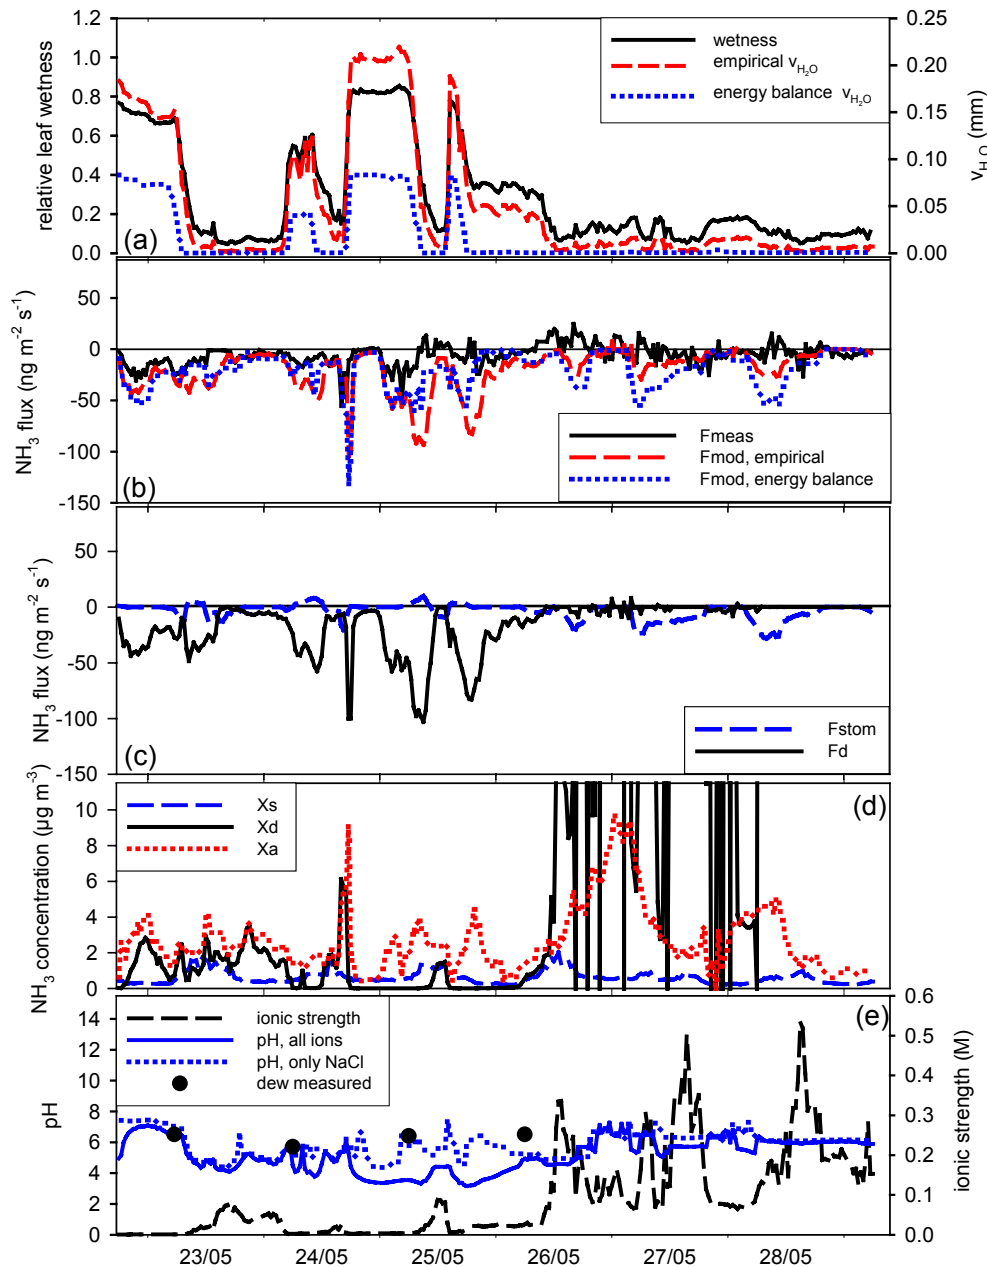 1.2
1.0
0.8
0.6
0.4
0.2
0.0
relative leaf wetness
(a)
wetness
empirical vH2O
energy balance vH2O
0.25
0.20
0.15
0.10
0.05
0.00
vH2O (mm)
50
0
-50
-100
-150
NH3 flux (ng m-2 s-1)
(b)
Fmeas
Fmod, empirical
Fmod, energy balance
50
0
-50
-100
-150
NH3 flux (ng m-2 s-1)
(c)
Fstom
Fd
10
8
6
4
2
0
NH3 concentration (µg m-3)
Xs
Xd
Xa
(d)
14
12
10
8
6
4
2
0
pH
ionic strength
pH, all ions
pH, only NaCl
dew measured
(e)
0.6
0.5
0.4
0.3
0.2
0.1
0.0
ionic strength (M)
23/05 24/05 25/05 26/05 27/05 28/05